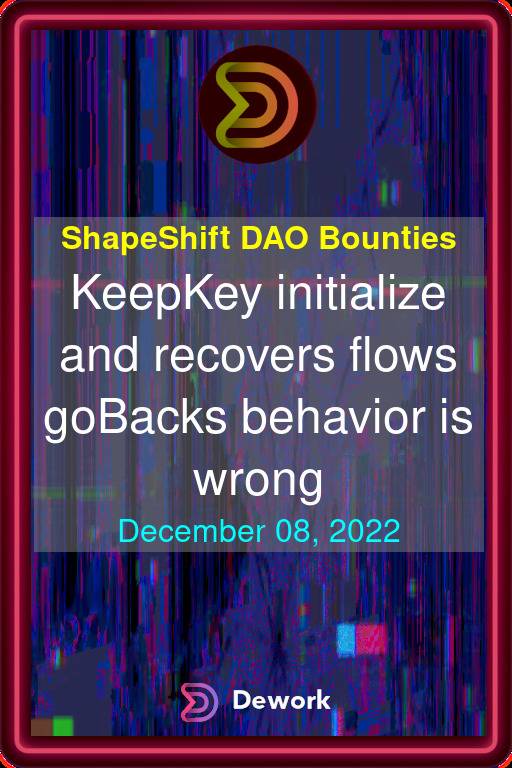 ShapeShift DAO Bounties
KeepKey initialize
and recovers flows
goBacks behavior is
wrong
December 08, 2022
Dework